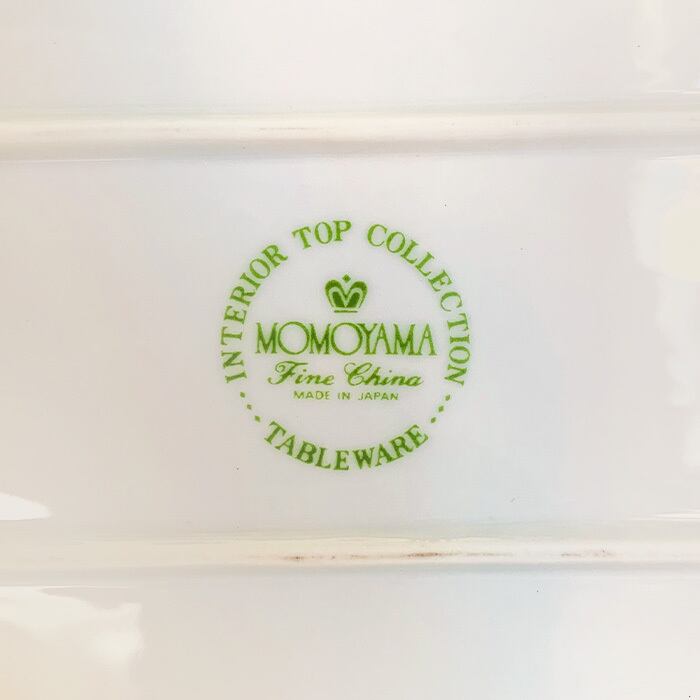 INTERIOR TOP COLLECTION
MOMOYAMA
Fine China
MADE IN JAPAN
TABLEWARE